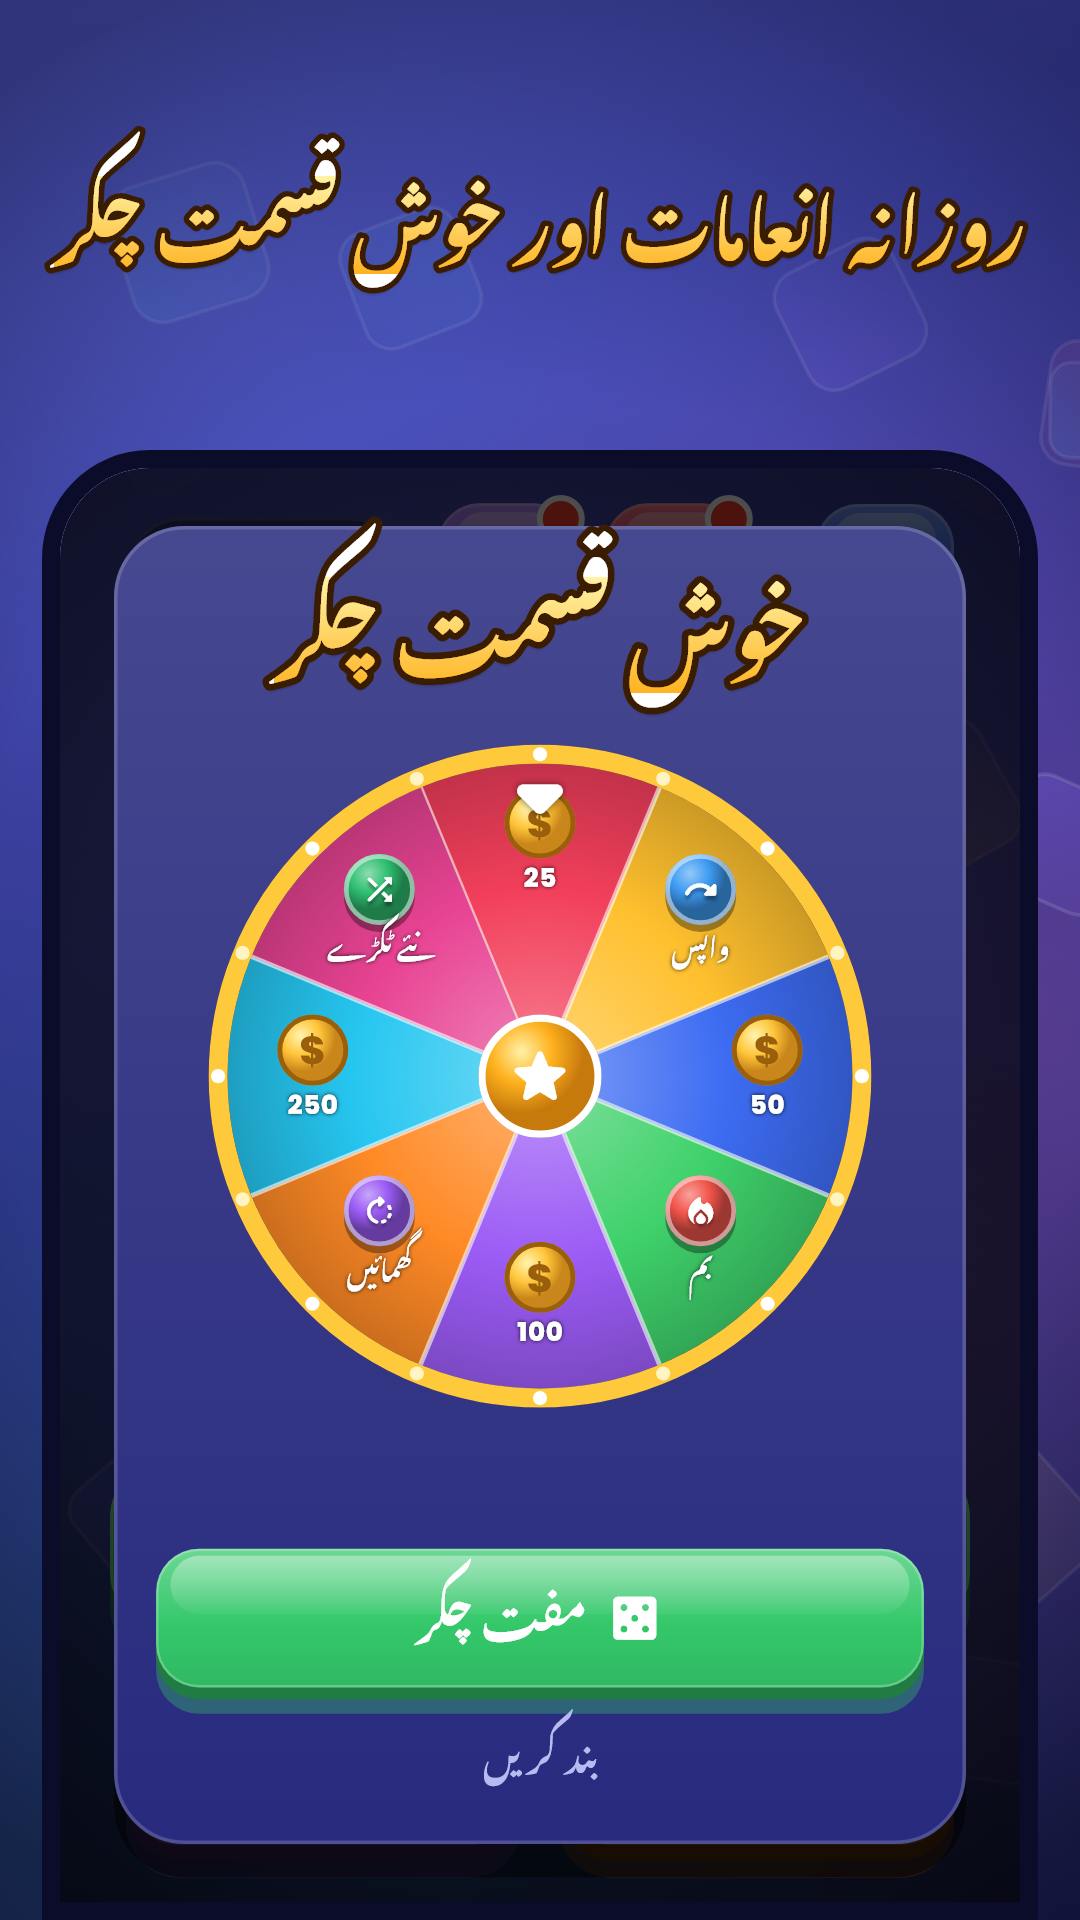 روزانہ انعامات اور خوش قسمت چکر
خوش قسمت چکر
25
نئے ٹکڑے
واپس
250
50
گھمائیں
بم
100
مفت چکر
بند کریں